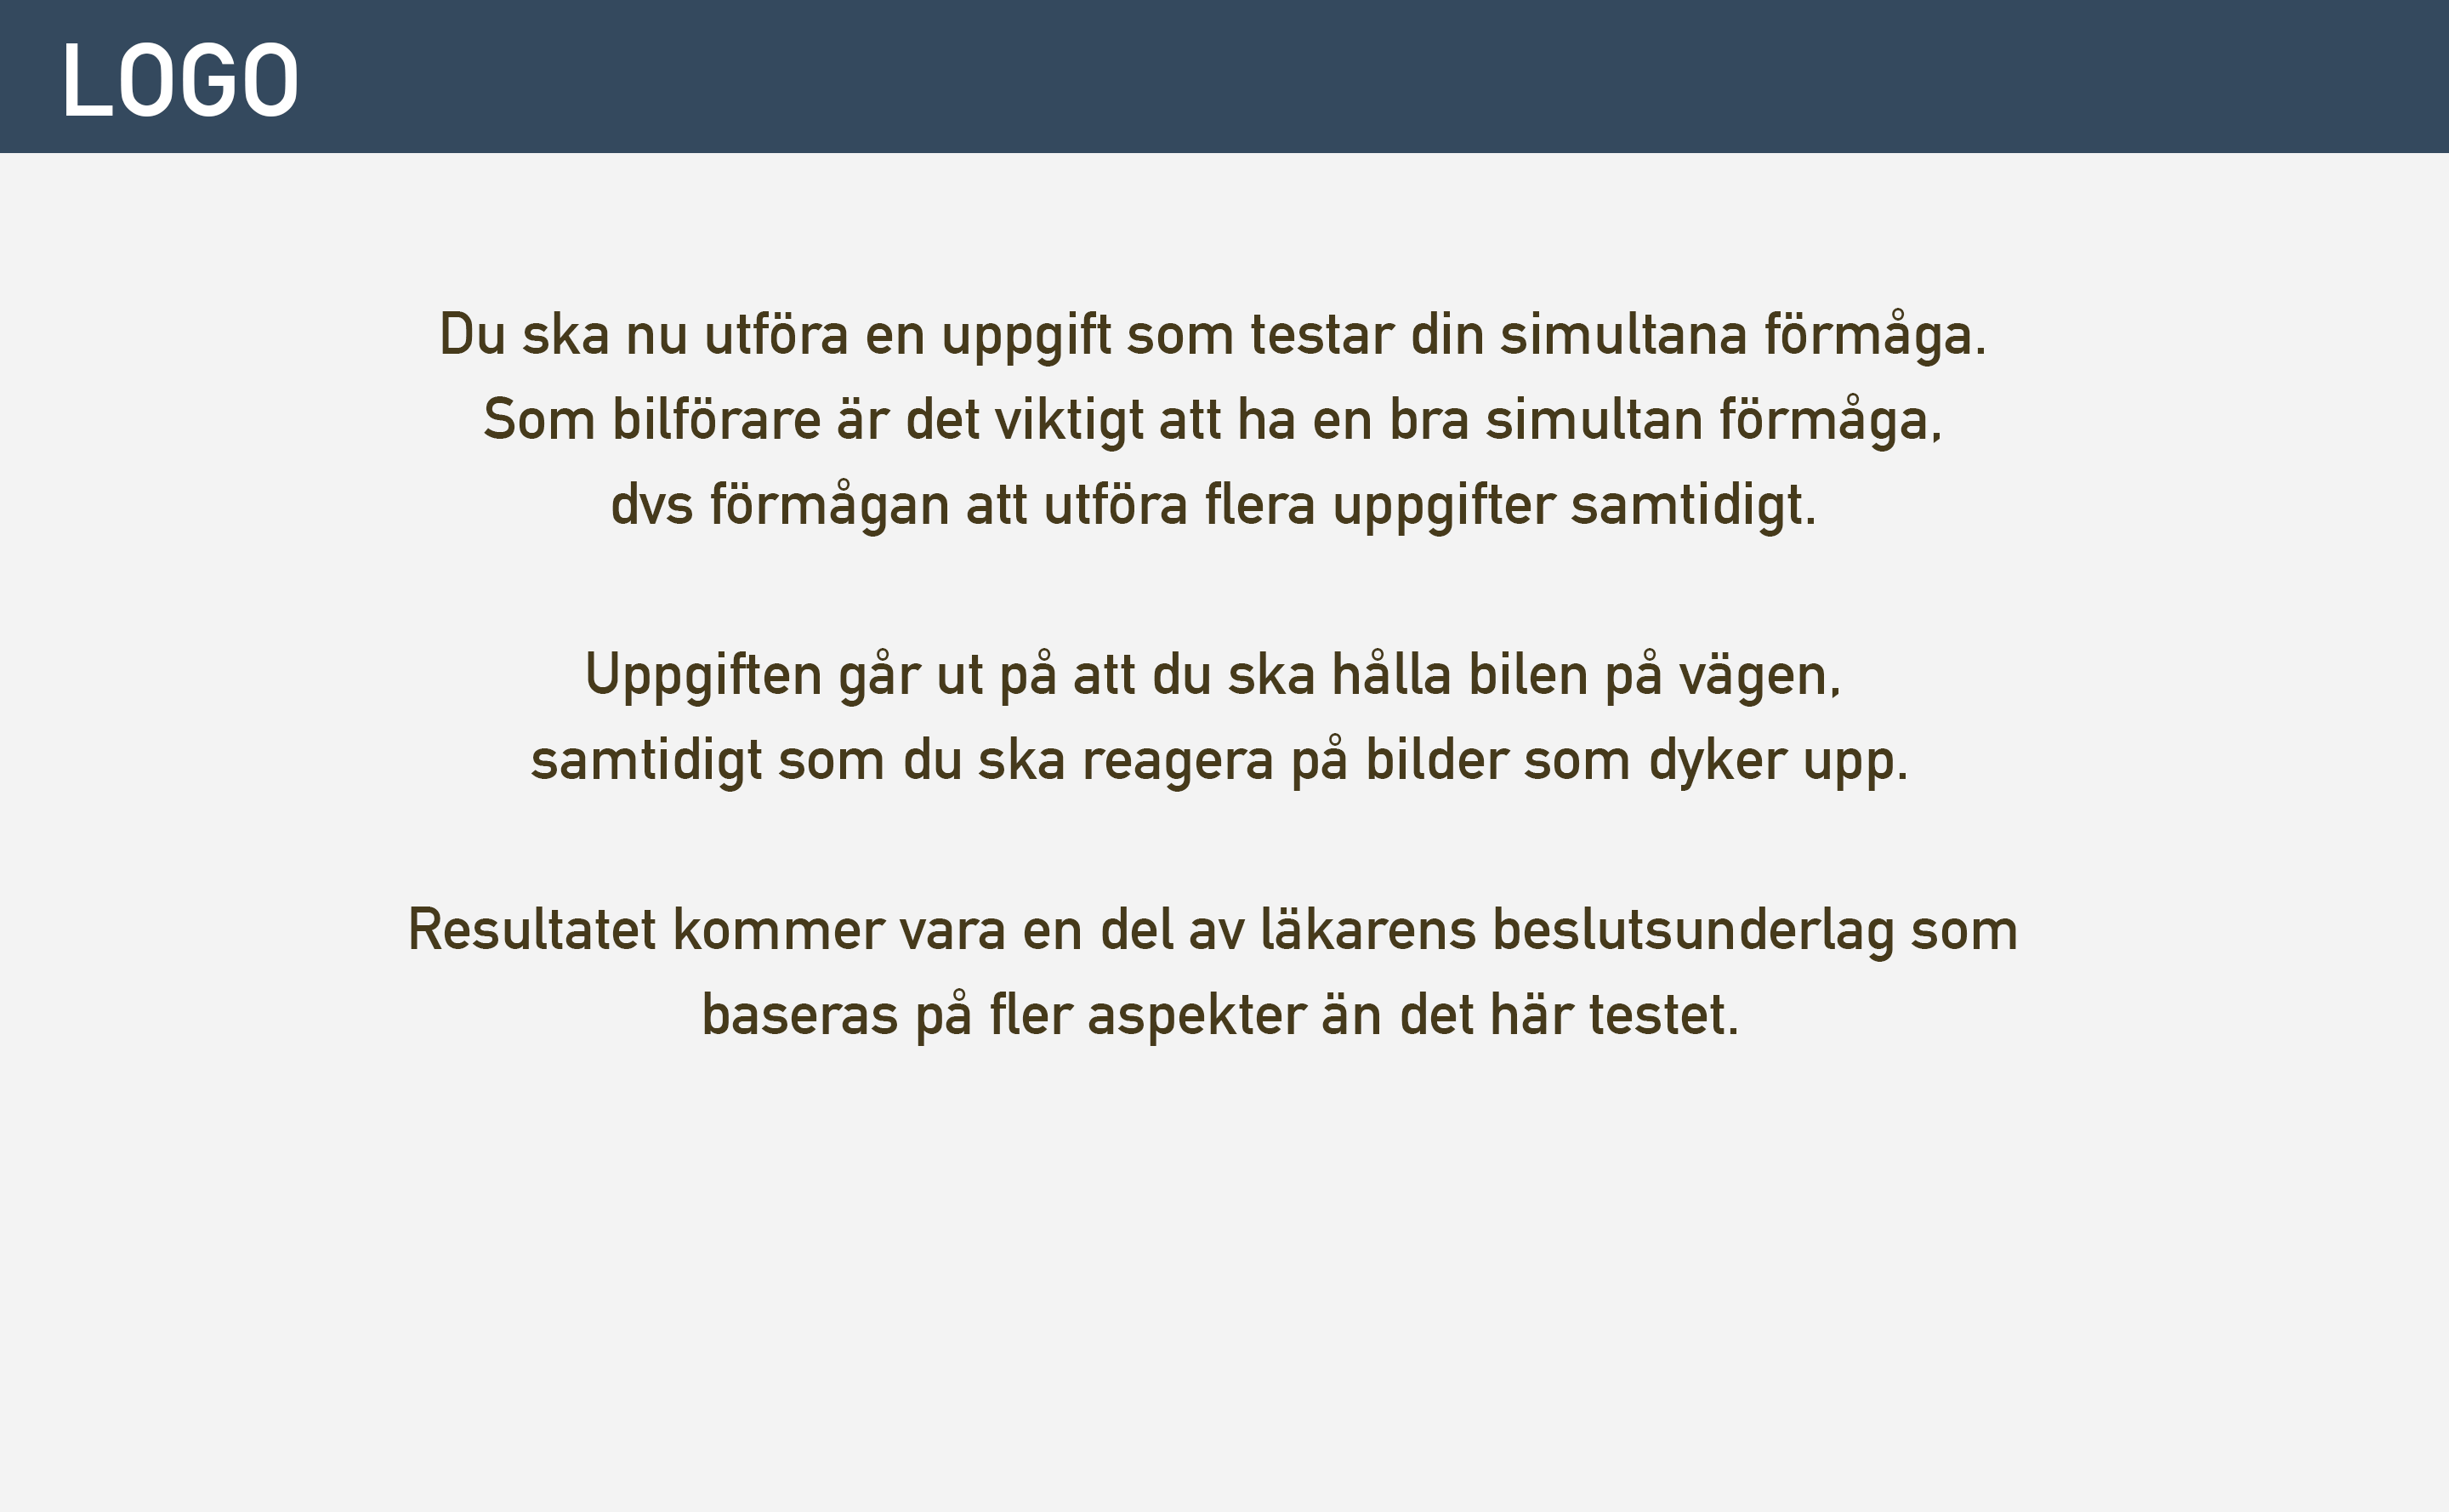 LOGO
Du ska nu utföra en uppgift som testar din simultana förmåga.
Som bilförare är det viktigt att ha en bra simultan förmåga,
dvs förmågan att utföra flera uppgifter samtidigt.
Uppgiften går ut på att du ska hålla bilen på vägen,
samtidigt som du ska reagera på bilder som dyker upp.
Resultatet kommer vara en del av läkarens beslutsunderlag som
baseras på fler aspekter än det här testet.